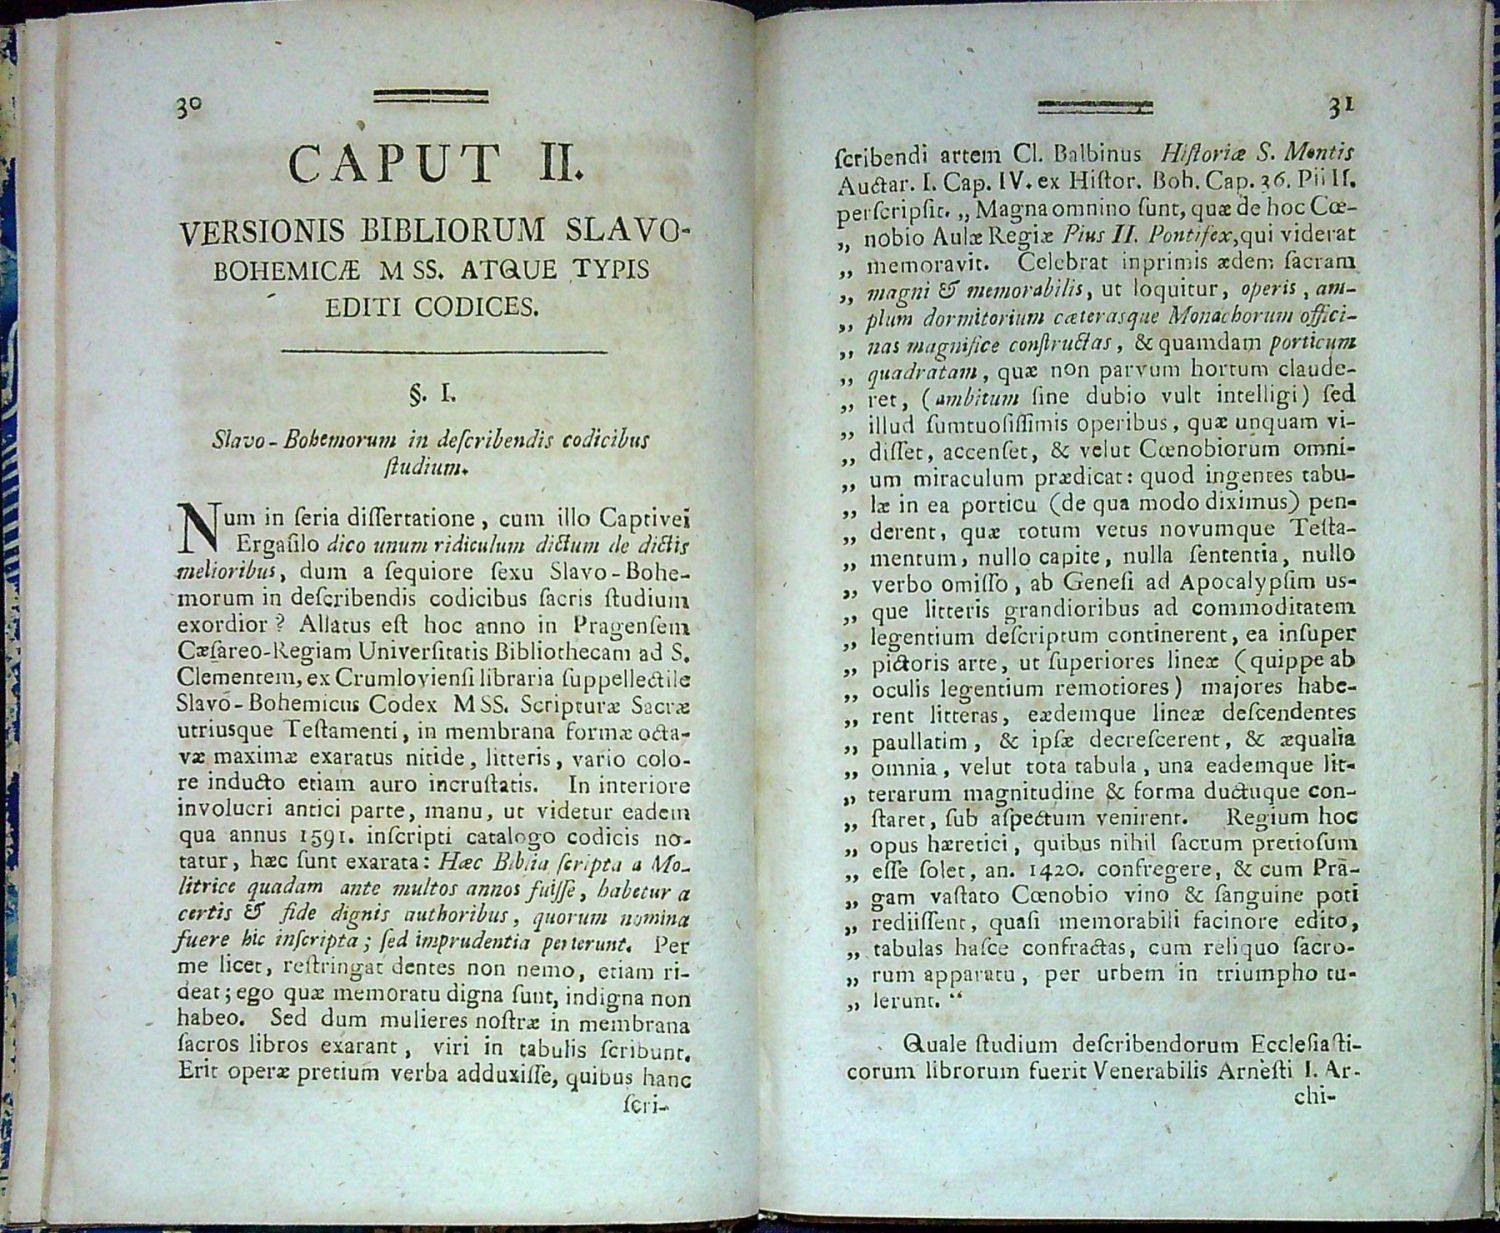 30
CAPUT II.
VERSIONIS BIBLIORUM SLAVO-
BOHEMICÆ MSS. ATQUE TYPIS
EDITI CODICES.
§. I.
Slavo-Bohemorum in deſcribendis codicibus
ſtudium.
Num in ſeria diſſertatione, cum illo Captivei
Ergaſilo dico unum ridiculum dictum de dictis
melioribus, dum a ſequiore ſexu Slavo-Bohe-
morum in deſcribendis codicibus ſacris ſtudium
exordior? Allatus eſt hoc anno in Pragenſem
Cæſareo-Regiam Univerſitatis Bibliothecam ad S.
Clementem, ex Crumlovienſi libraria ſuppellectile
Slavo-Bohemicus Codex MSS. Scripturæ Sacræ
utriusque Teſtamenti, in membrana formæ octa-
væ maximæ exaratus nitide, litteris, vario colo-
re inducto etiam auro incruſtatis. In interiore
involucri antici parte, manu, ut videtur eadem
qua annus 1591. inſcripti catalogo codicis no-
tatur, hæc ſunt exarata: Hæc Biblia ſcripta a Mo-
litrice quadam ante multos annos fuiſſe, habetur a
certis & fide dignis authoribus, quorum nomina
fuere hic inſcripta; ſed imprudentia perierunt. Per
me licet, reſtringat dentes non nemo, etiam ri-
deat; ego quæ memoratu digna ſunt, indigna non
habeo. Sed dum mulieres noſtræ in membrana
ſacros libros exarant, viri in tabulis ſcribunt.
Erit operæ pretium verba adduxiſſe, quibus hanc
ſcri-
31
ſcribendi artem Cl. Balbinus Hiſtoriæ S. Montis
Auctar. I. Cap. IV. ex Hiſtor. Boh. Cap. 36. Pii II.
perſcripſit. „ Magna omnino ſunt, quæ de hoc Cœ-
„ nobio Aulæ Regiæ Pius II. Pontifex, qui viderat
„ memoravit. Celebrat inprimis ædem ſacram
„ magni & memorabilis, ut loquitur, operis, am-
„ plum dormitorium cæterasque Monachorum offici-
„ nas magnifice conſtructas, & quamdam porticum
„ quadratam, quæ non parvum hortum claude-
„ ret, (ambitum ſine dubio vult intelligi) ſed
„ illud ſumtuoſiſſimis operibus, quæ unquam vi-
„ diſſet, accenſet, & velut Cœnobiorum omni-
„ um miraculum prædicat: quod ingentes tabu-
„ læ in ea porticu (de qua modo diximus) pen-
„ derent, quæ totum vetus novumque Teſta-
„ mentum, nullo capite, nulla ſententia, nullo
„ verbo omiſſo, ab Geneſi ad Apocalypſim us-
„ que litteris grandioribus ad commoditatem
„ legentium deſcriptum continerent, ea inſuper
„ pictoris arte, ut ſuperiores lineæ (quippe ab
„ oculis legentium remotiores) majores habe-
„ rent litteras, eædemque lineæ deſcendentes
„ paullatim, & ipſæ decreſcerent, & æqualia
„ omnia, velut tota tabula, una eademque lit-
„ terarum magnitudine & forma ductuque con-
„ ſtaret, ſub aſpectum venirent. Regium hoc
„ opus hæretici, quibus nihil ſacrum pretioſum
„ eſſe ſolet, an. 1420. confregere, & cum Pra-
„ gam vaſtato Cœnobio vino & ſanguine poti
„ rediiſſent, quaſi memorabili facinore edito,
„ tabulas haſce confractas, cum reliquo ſacro-
„ rum apparatu, per urbem in triumpho tu-
„ lerunt. “
Quale ſtudium deſcribendorum Eccleſiaſti-
corum librorum fuerit Venerabilis Arneſti I. Ar-
chi-